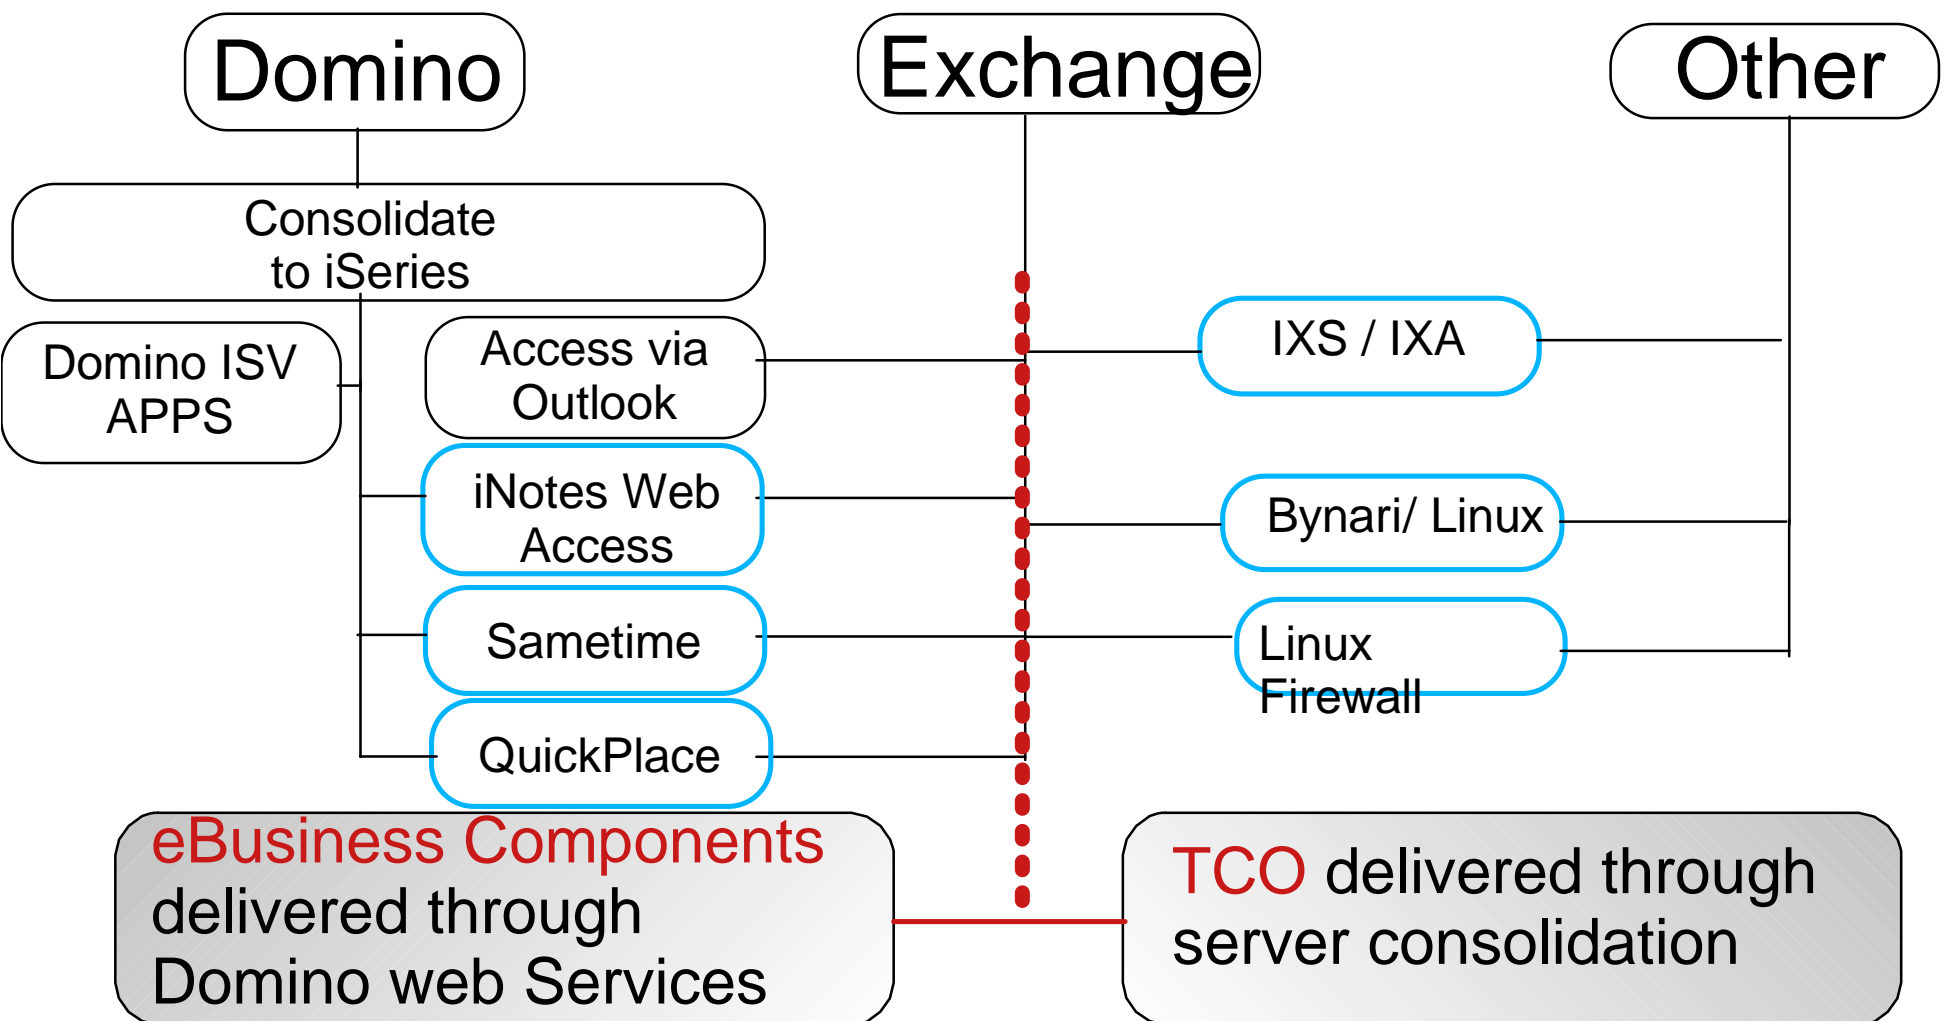 Domino
Exchange
Other
Consolidate
to iSeries
Domino ISV
APPS
Access via
Outlook
IXS / IXA
iNotes Web
Access
Bynari/ Linux
Sametime
Linux
Firewall
QuickPlace
eBusiness Components
delivered through
Domino web Services
TCO delivered through
server consolidation